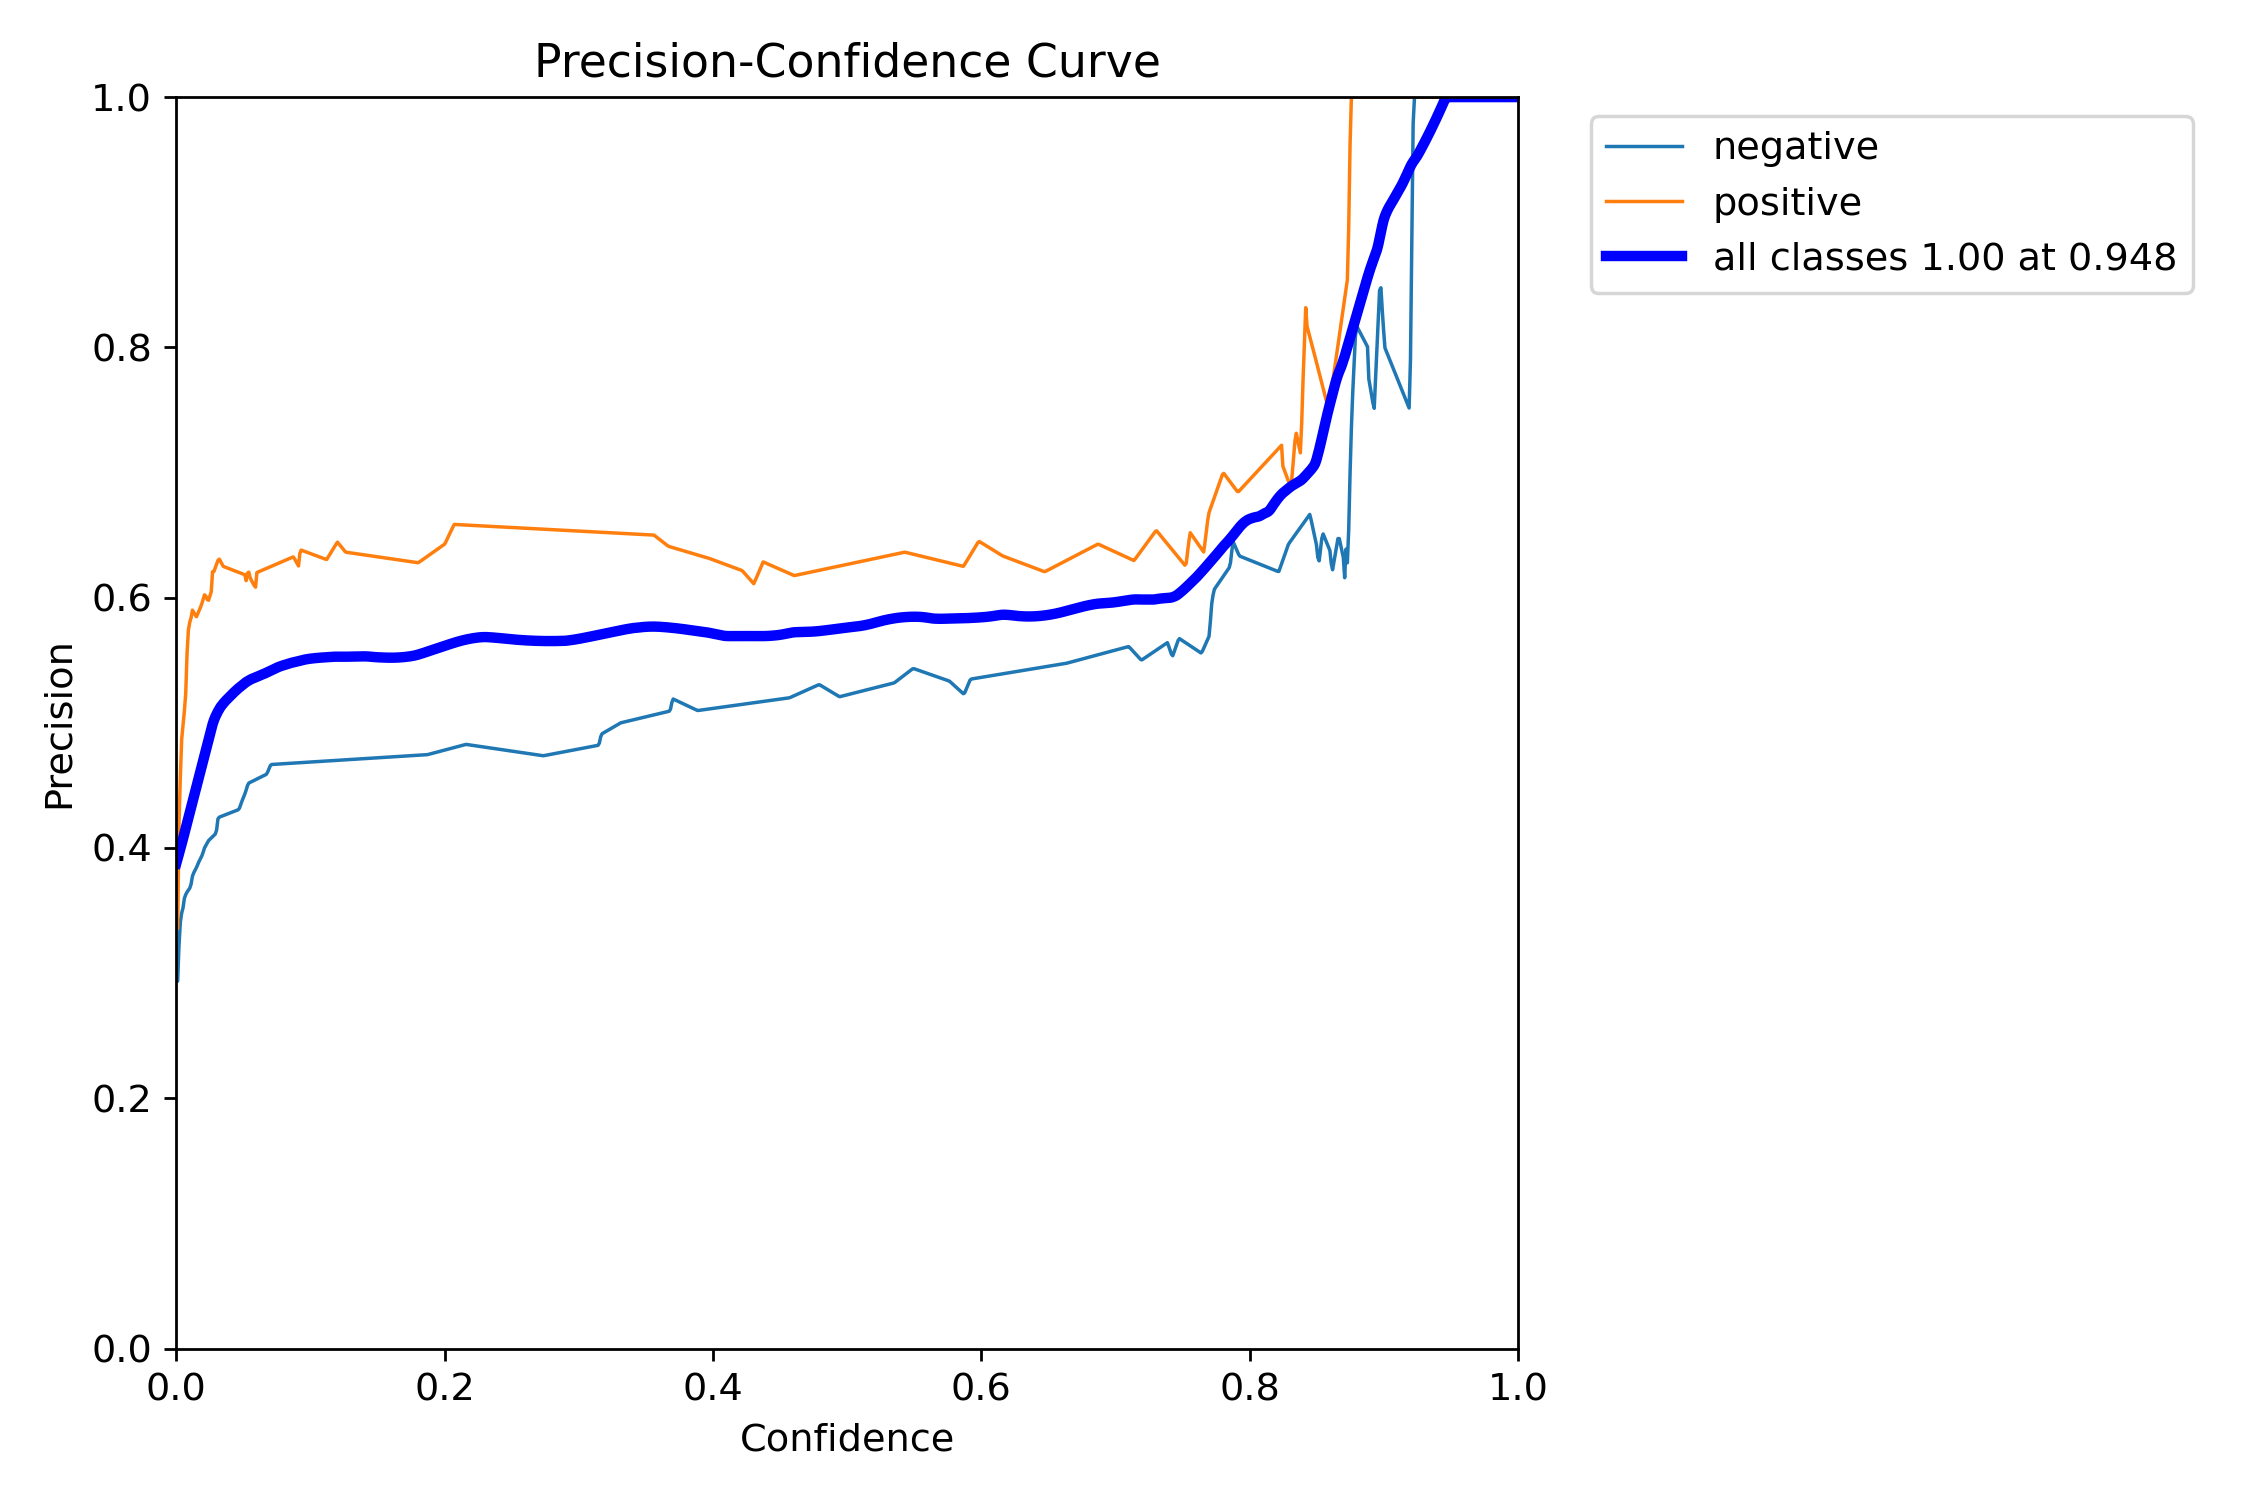 Precision-Confidence Curve
1.0
0.8
0.6
0.4
0.2
0.0
Precision
0.0 0.2 0.4 0.6 0.8 1.0
Confidence
negative
positive
all classes 1.00 at 0.948